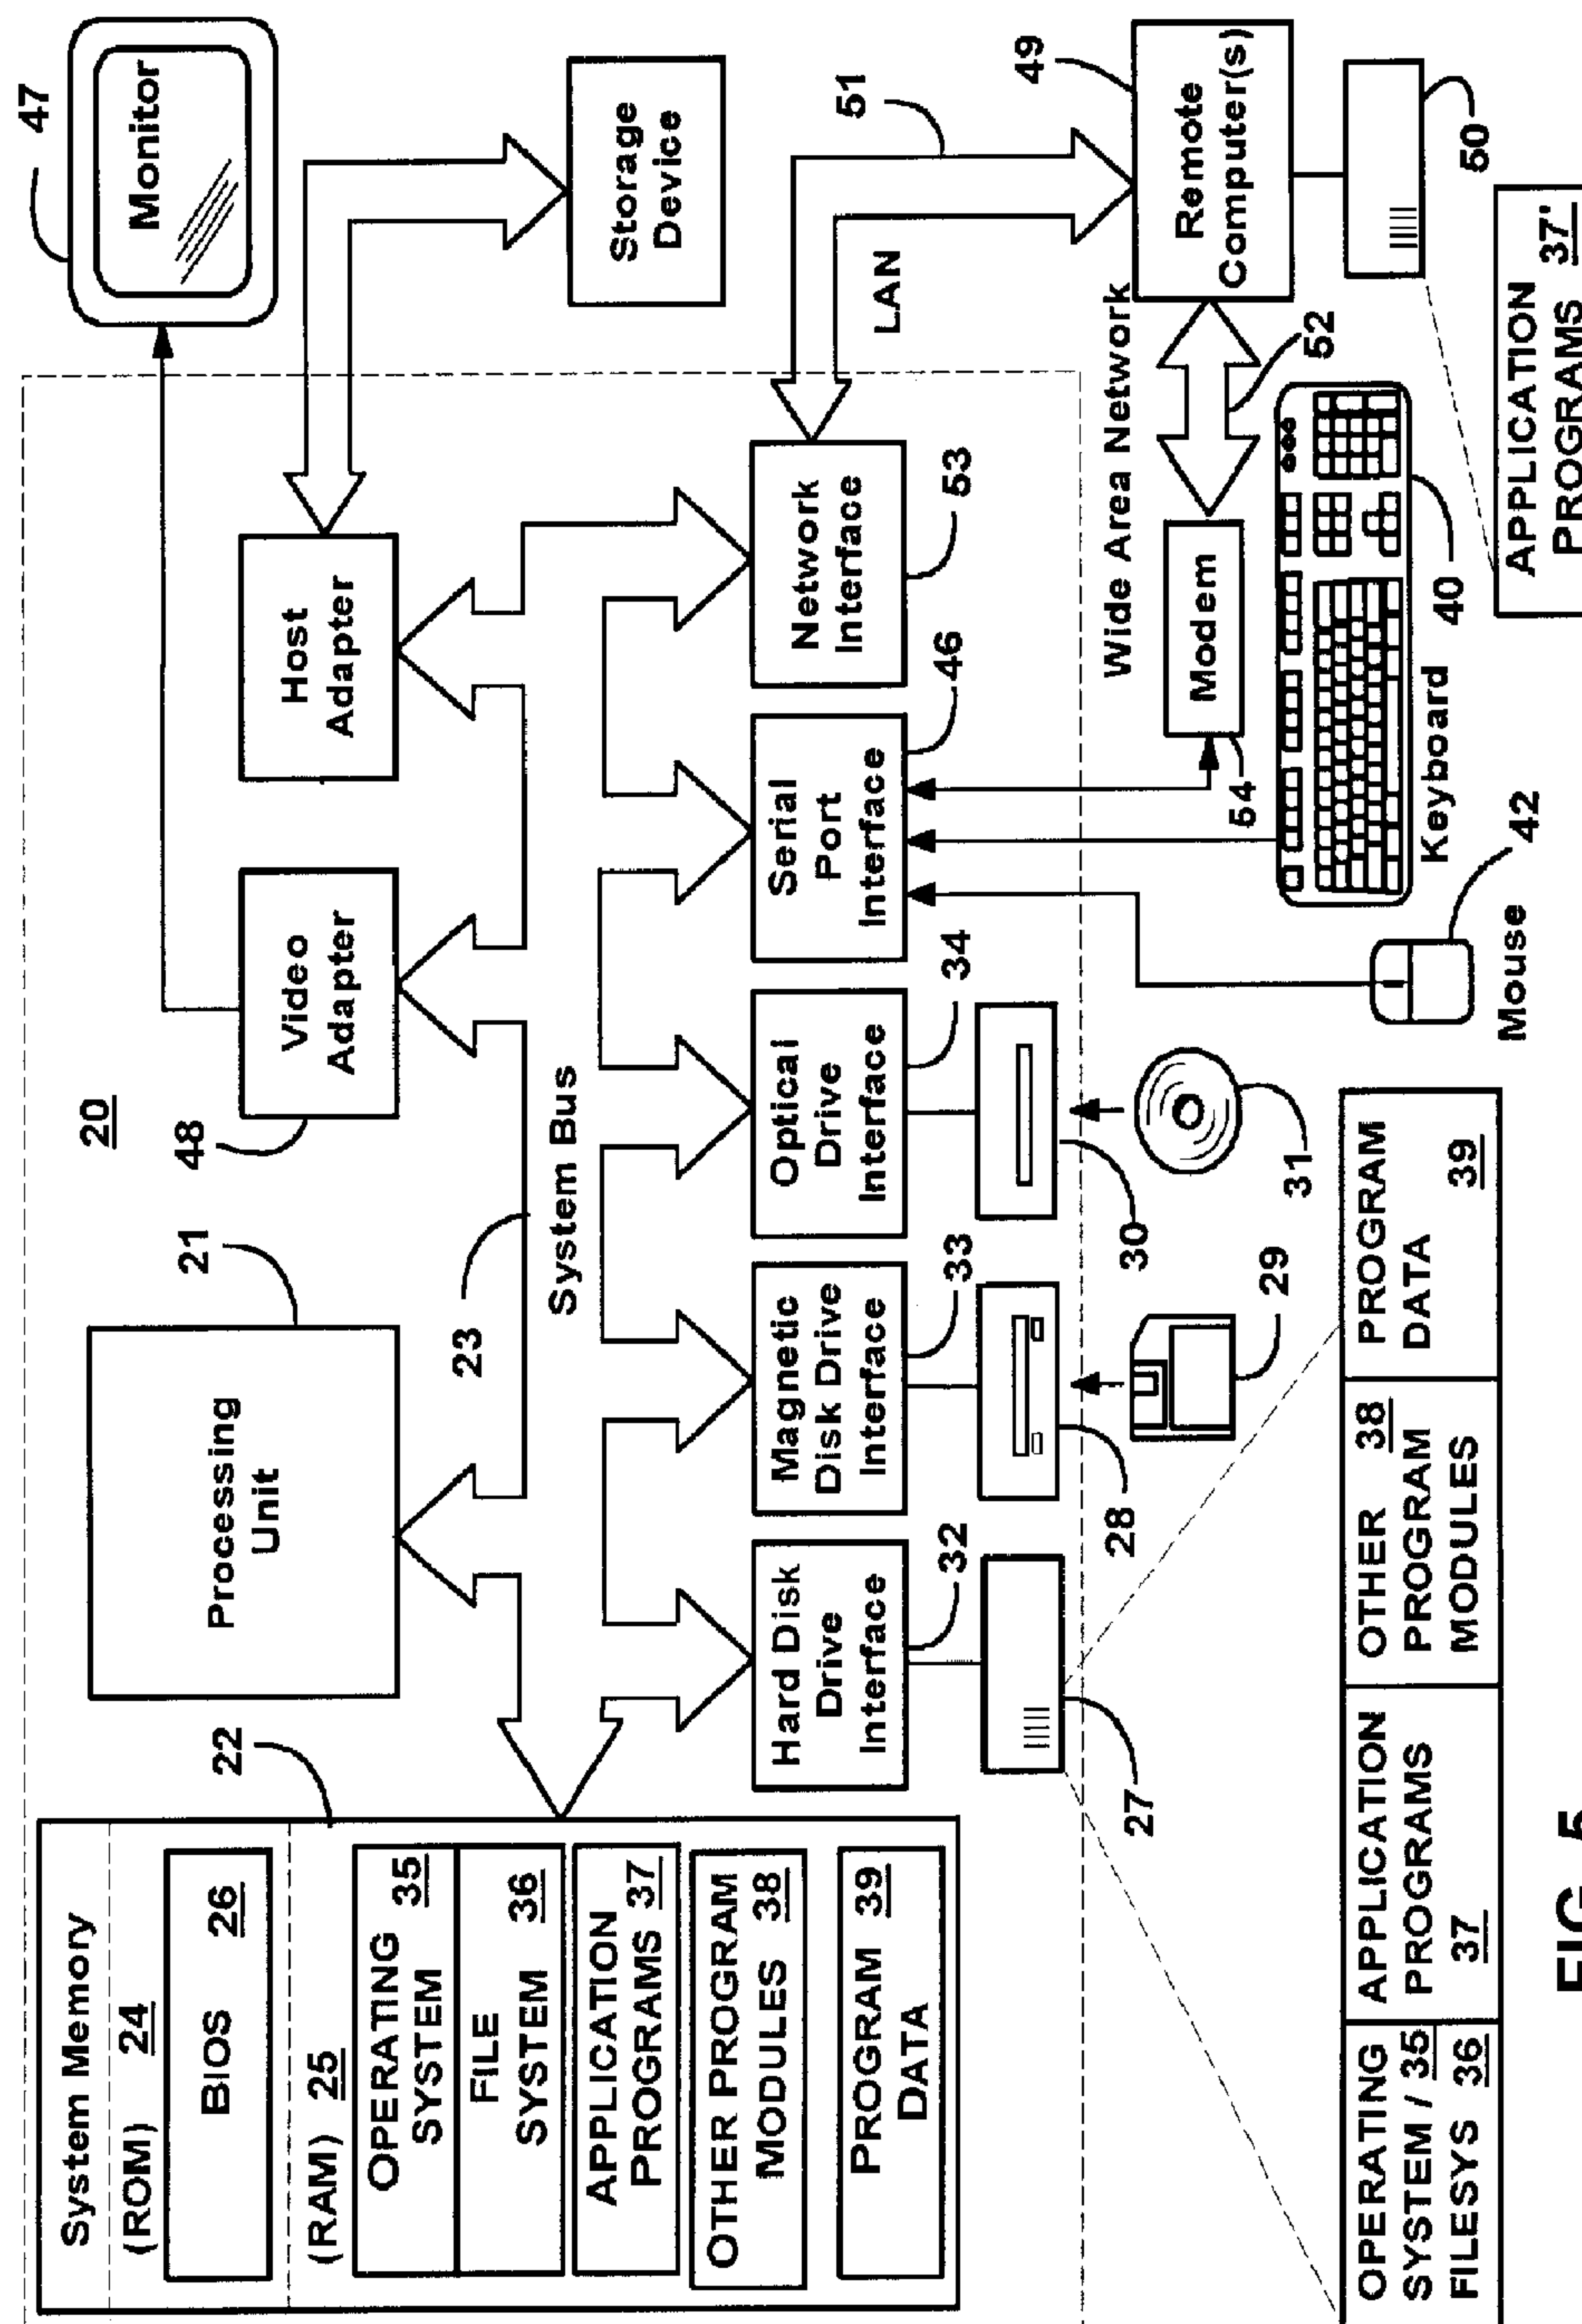 System Memory
(ROM) 24
BIOS 26
(RAM) 25
OPERATING
SYSTEM 35
FILE
SYSTEM 36
APPLICATION
PROGRAMS 37
OTHER PROGRAM
MODULES 38
PROGRAM 39
DATA
22
Processing
Unit
21
20
48
Video
Adapter
Host
Adapter
47
Monitor
Storage
Device
23
System Bus
Hard Disk
Drive
Interface
32
Magnetic
Disk Drive
Interface
33
Optical
Drive
Interface
34
Serial
Port
Interface
46
Network
Interface
53
LAN
51
49
Remote
Computer(s)
Wide Area Network
52
Modem
54
27
28
29
30
31
Mouse
42
Keyboard
40
50
OPERATING
SYSTEM / 35
FILESYS 36
APPLICATION
PROGRAMS
37
OTHER 38
PROGRAM
MODULES
PROGRAM
DATA
39
APPLICATION
PROGRAMS 37'
FIG. 5